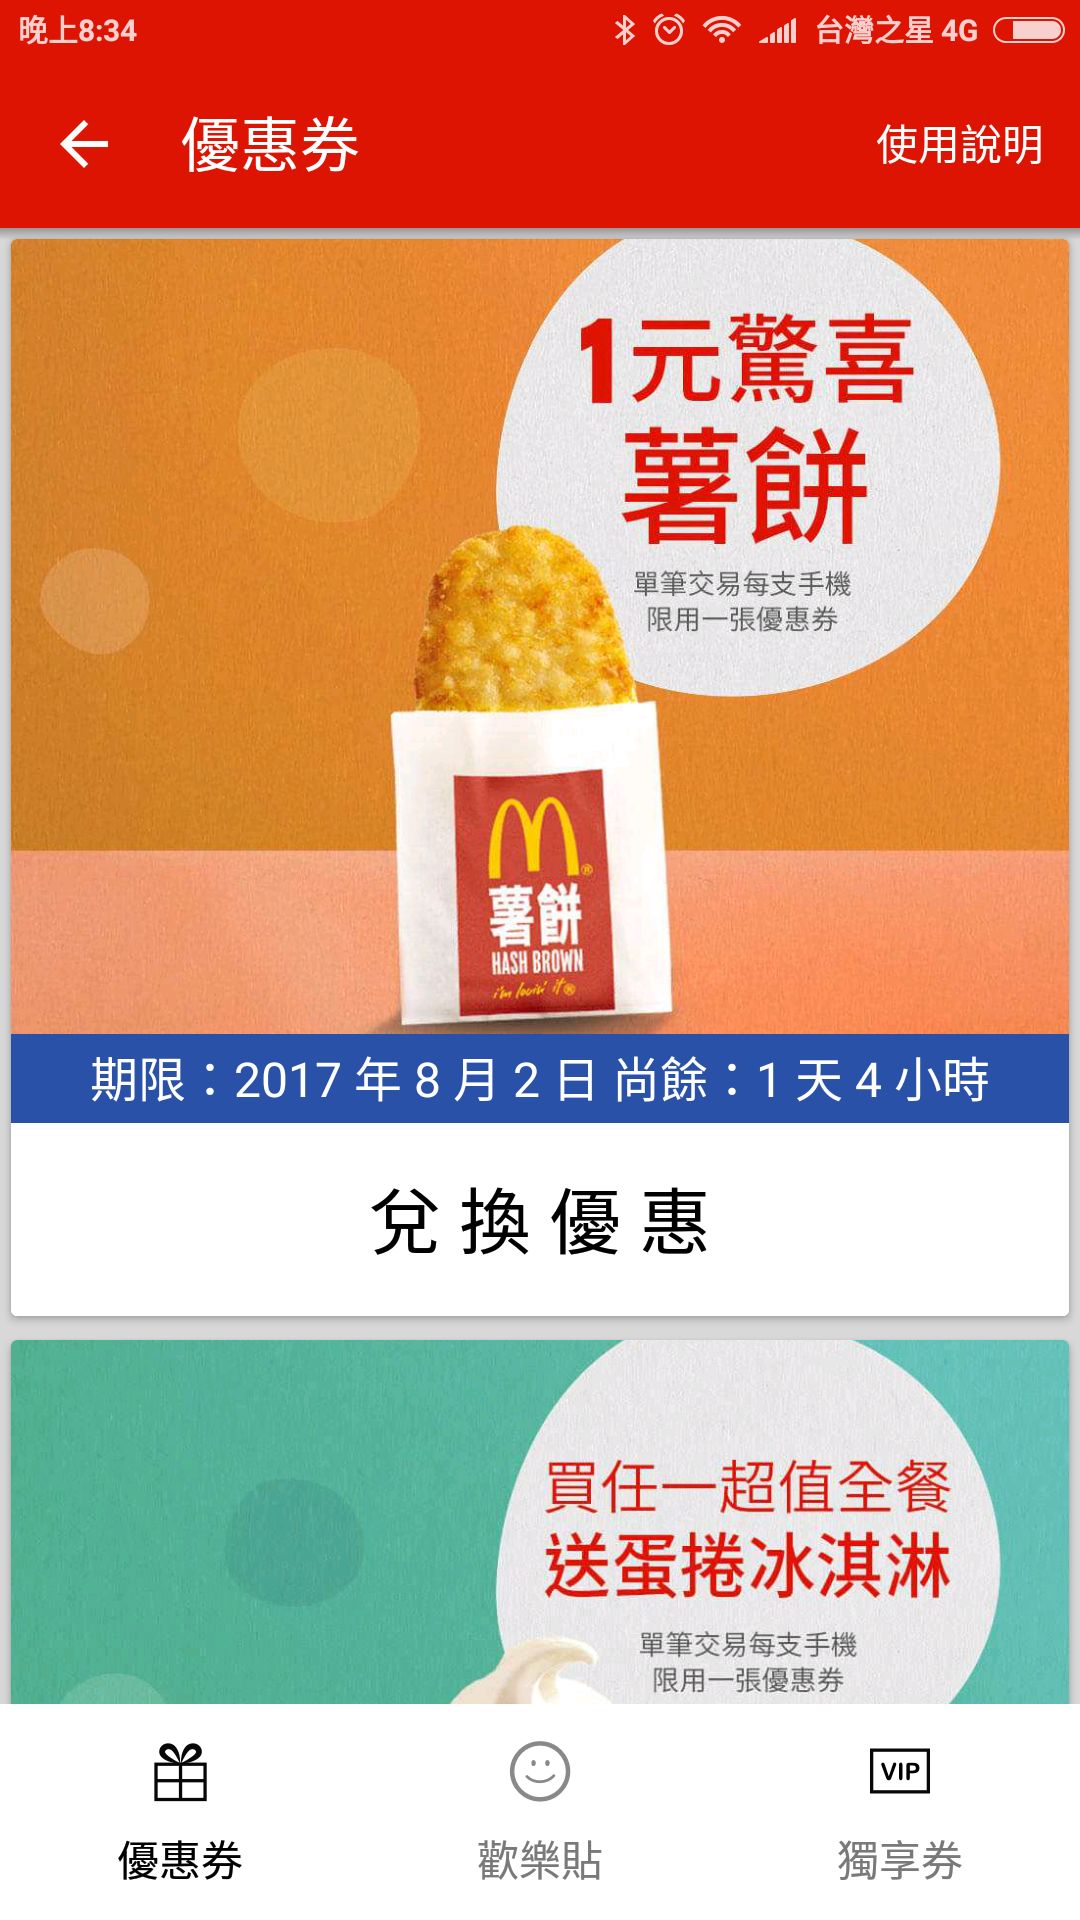 晚上8:34
台灣之星 4G
優惠券
使用說明
1元驚喜
薯餅
單筆交易每支手機
限用一張優惠券
薯餅
HASH BROWN
i'm lovin' it®
期限：2017 年 8 月 2 日 尚餘：1 天 4 小時
兌換優惠
買任一超值全餐
送蛋捲冰淇淋
單筆交易每支手機
限用一張優惠券
VIP
優惠券
歡樂貼
獨享券